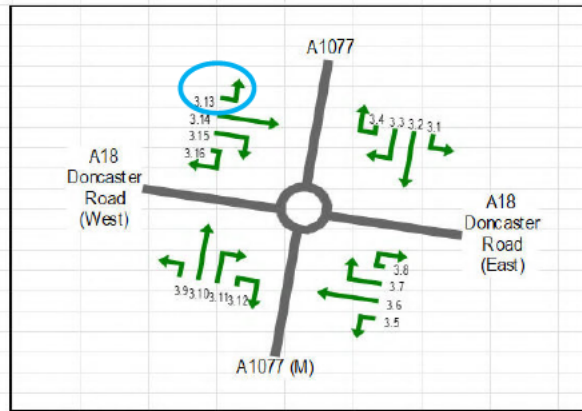 A1077
3.13
3.14
3.15
3.16
3.4 3.3 3.2 3.1
A18
Doncaster
Road
(West)
A18
Doncaster
Road
(East)
3.9 3.10 3.11 3.12
3.8
3.7
3.6
3.5
A1077 (M)